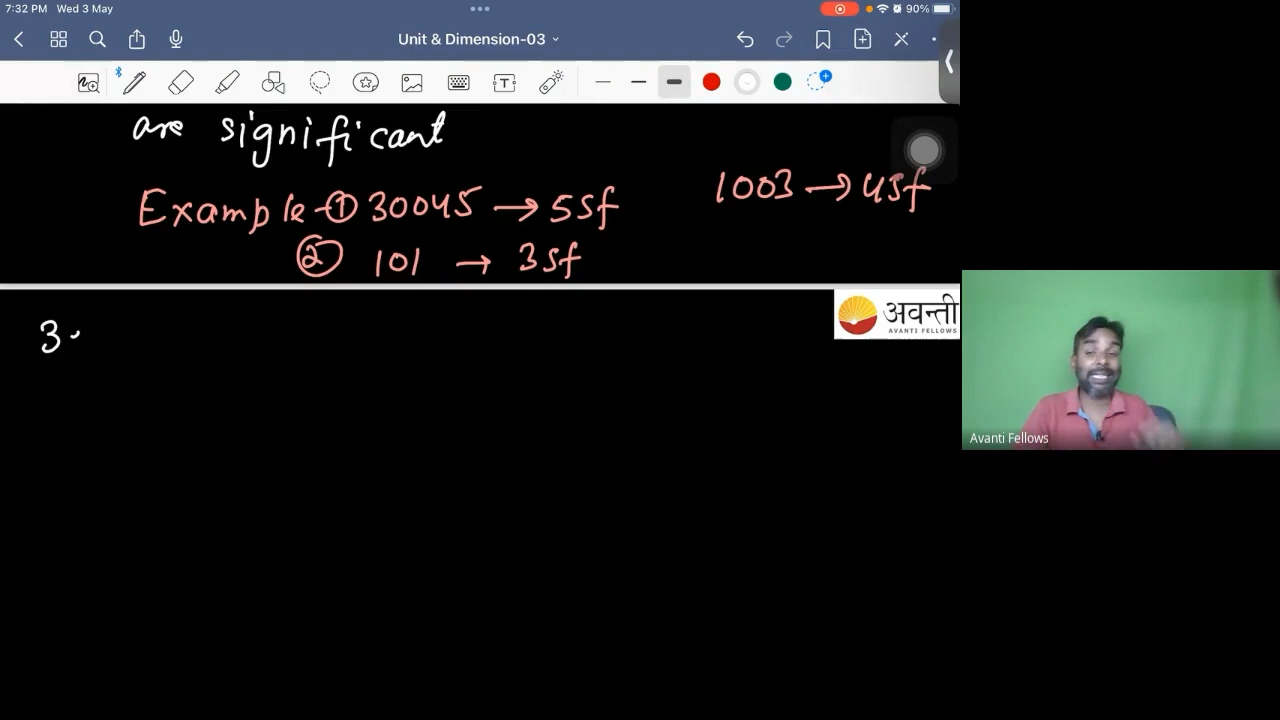 7:32 PM Wed 3 May
90%
Unit & Dimension-03
are significant
Example-① 30045 → 5sf
1003 → 4sf
② 101 → 3sf
अवन्ती
AVANTI FELLOWS
3.
Avanti Fellows